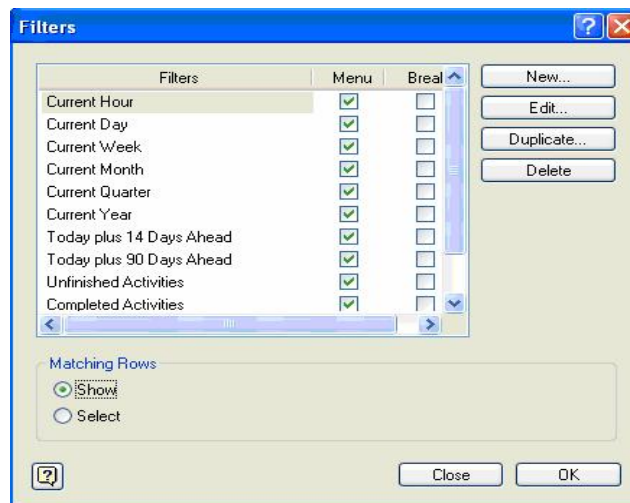 Filters
Filters Menu Breal
Current Hour
Current Day
Current Week
Current Month
Current Quarter
Current Year
Today plus 14 Days Ahead
Today plus 90 Days Ahead
Unfinished Activities
Completed Activities
New...
Edit...
Duplicate...
Delete
Matching Rows
Show
Select
Close OK